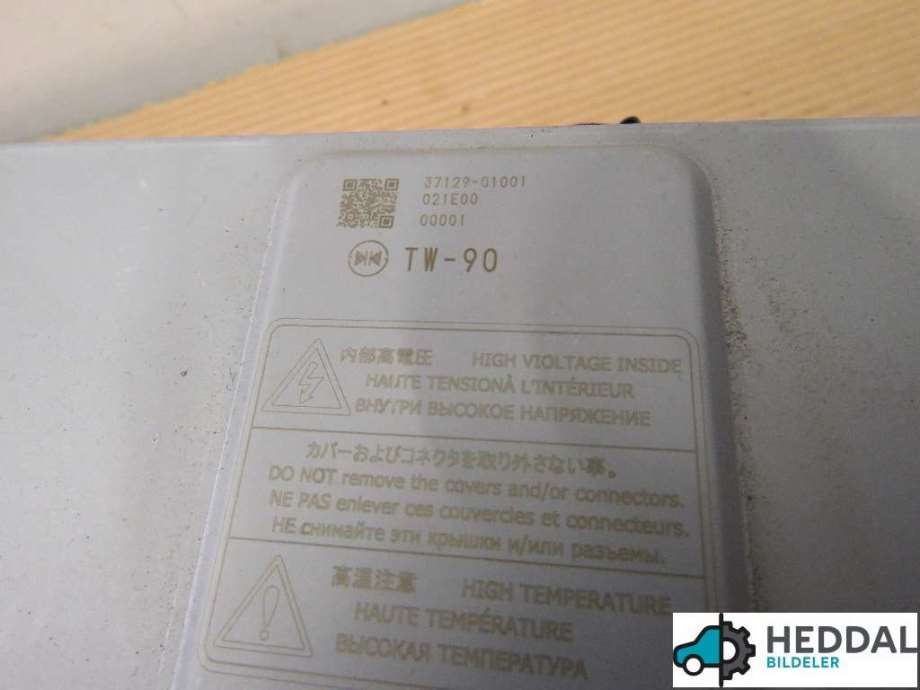 37129-01001
021E00
00001
TW-90
内部高電圧 HIGH VIOLTAGE INSIDE
HAUTE TENSIONÀ L'INTÉRIEUR
ВНУТРИ ВЫСОКОЕ НАПРЯЖЕНИЕ
カバーおよびコネクタを取り外さない事。
DO NOT remove the covers and/or connectors.
NE PAS enlever ces couvercles et connecteurs.
НЕ снимайте эти крышки и/или разъемы.
高温注意 HIGH TEMPERATURE
HAUTE TEMPÉRATURE
ВЫСОКАЯ ТЕМПЕРАТУРА
HEDDAL
BILDELER